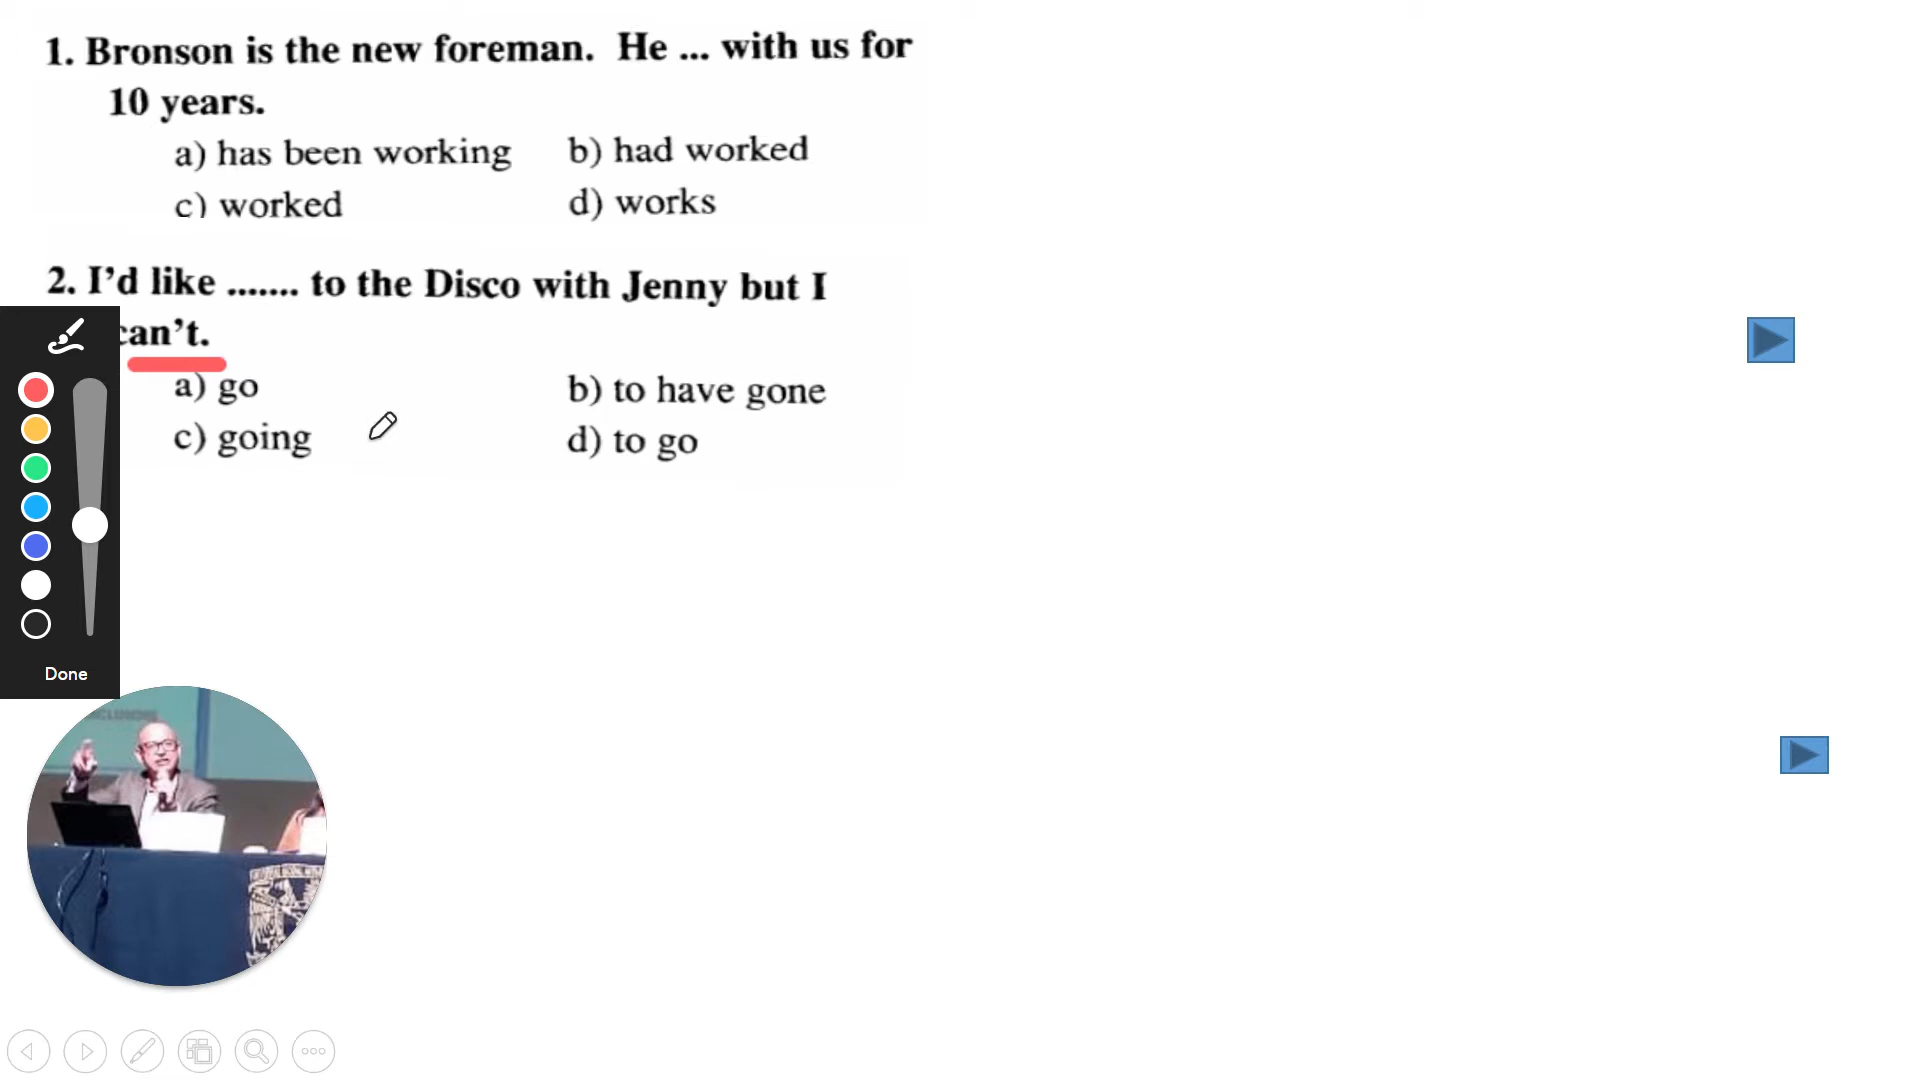 1. Bronson is the new foreman. He ... with us for
10 years.
a) has been working b) had worked
c) worked d) works
2. I'd like ....... to the Disco with Jenny but I
can't.
a) go b) to have gone
c) going d) to go
Done